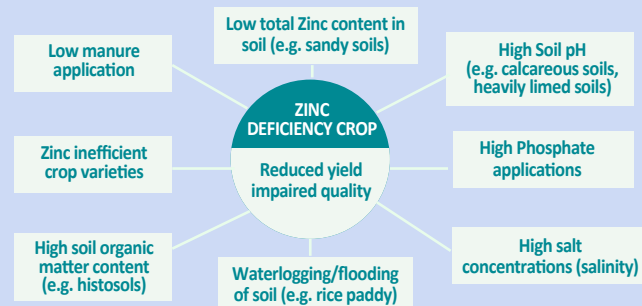 Low total Zinc content in
soil (e.g. sandy soils)
Low manure
application
High Soil pH
(e.g. calcareous soils,
heavily limed soils)
ZINC
DEFICIENCY CROP
Reduced yield
impaired quality
Zinc inefficient
crop varieties
High Phosphate
applications
High soil organic
matter content
(e.g. histosols)
Waterlogging/flooding
of soil (e.g. rice paddy)
High salt
concentrations (salinity)